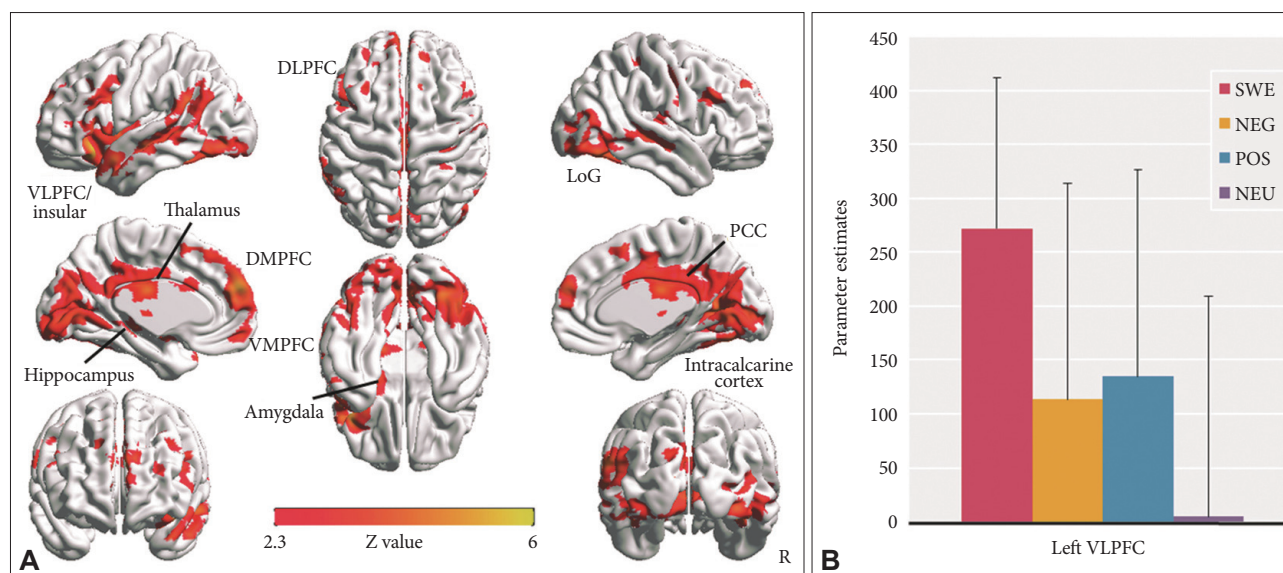 DLPFC
VLPFC/
insular
LoG
Thalamus
DMPFC
PCC
VMPFC
Hippocampus
Amygdala
Intracalcarine
cortex
2.3 Z value 6
A
R
450
400
350
300
250
200
150
100
50
0
Parameter estimates
SWE
NEG
POS
NEU
Left VLPFC
B